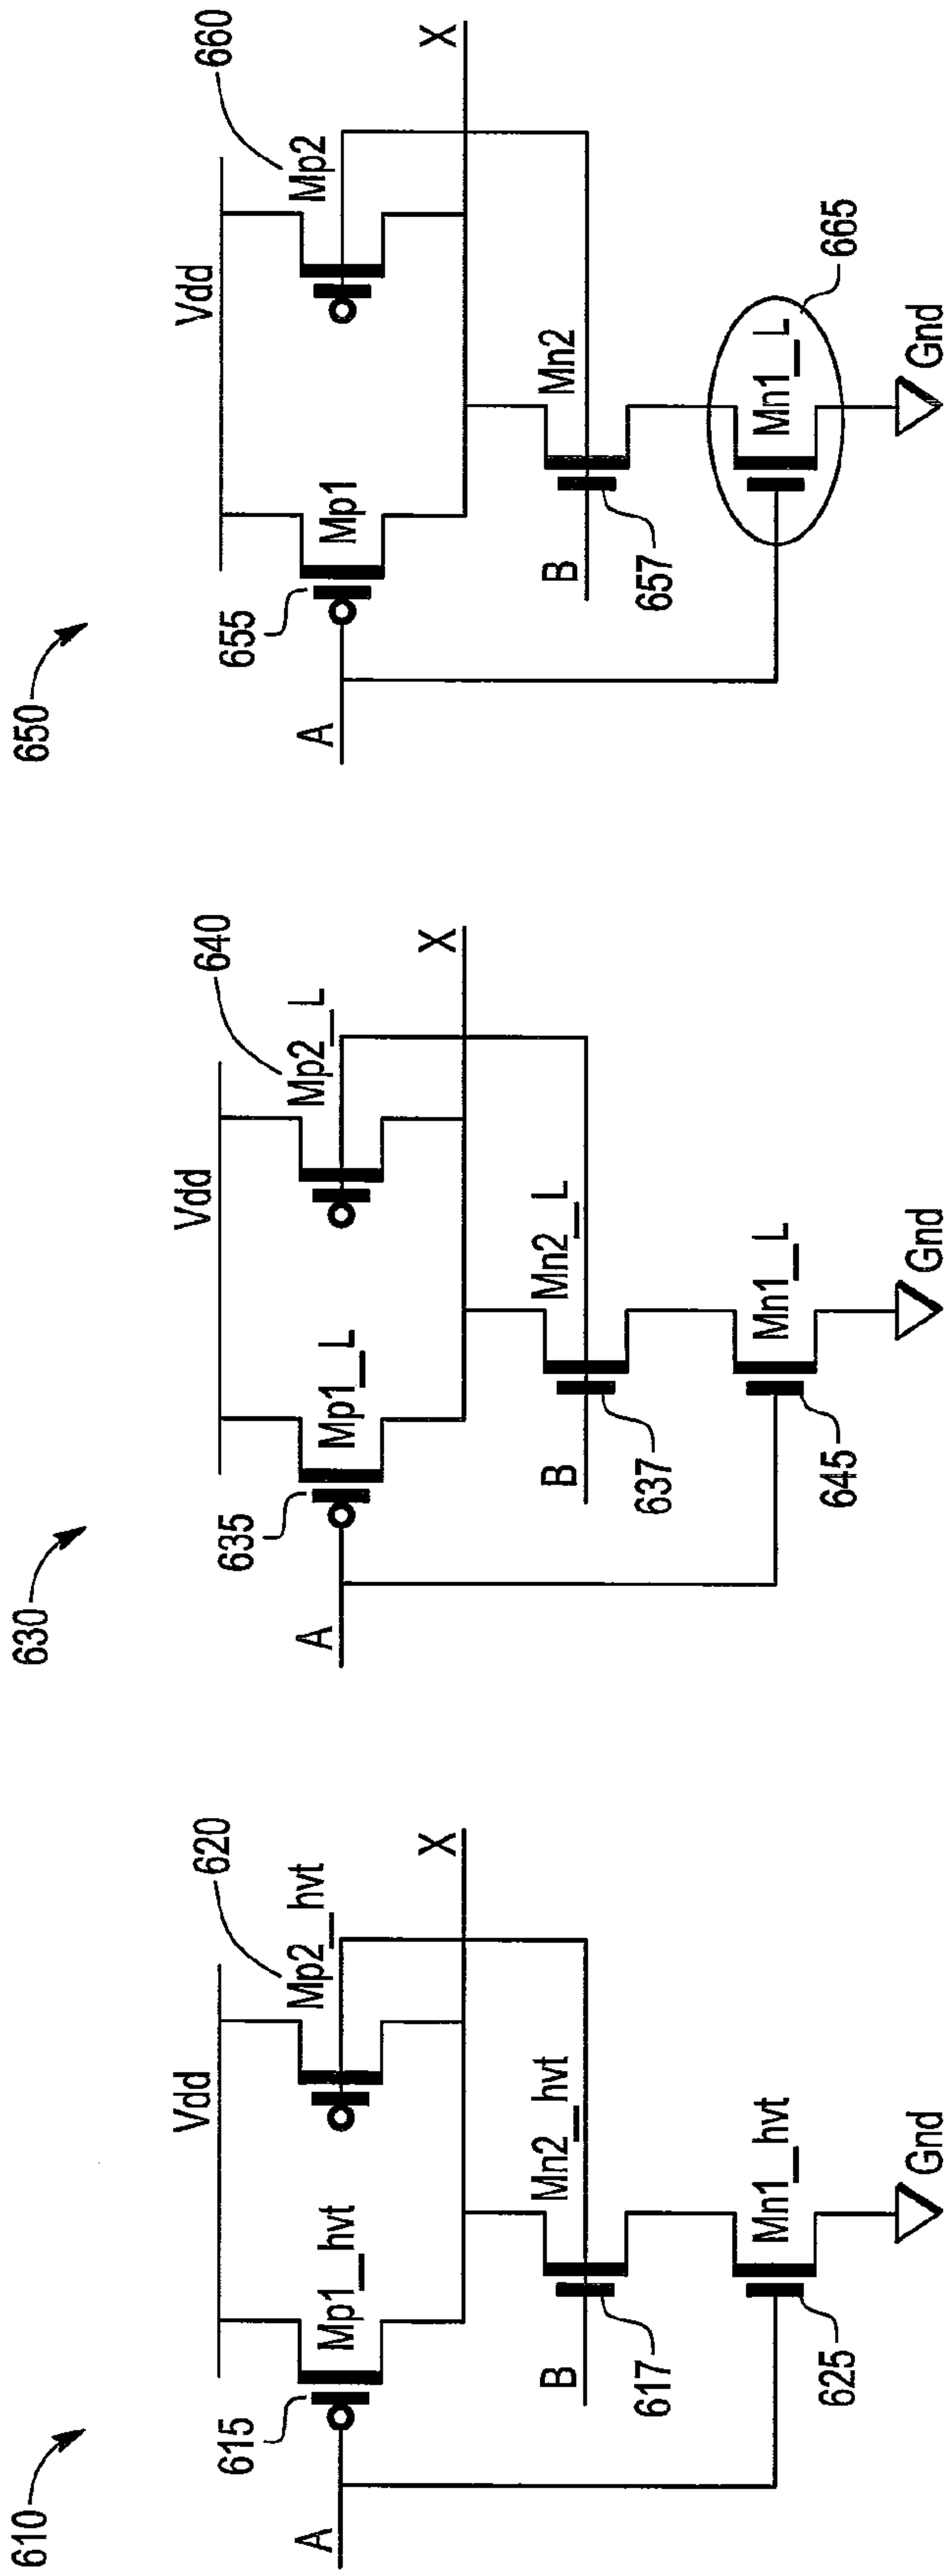 610
Vdd
620
615
Mp1_hvt
Mp2_hvt
A
X
B
Mn2_hvt
617
Mn1_hvt
625
Gnd
630
Vdd
640
635
Mp1_L
Mp2_L
A
X
B
Mn2_L
637
Mn1_L
645
Gnd
650
Vdd
660
655
Mp1
Mp2
A
X
B
Mn2
657
Mn1_L
665
Gnd